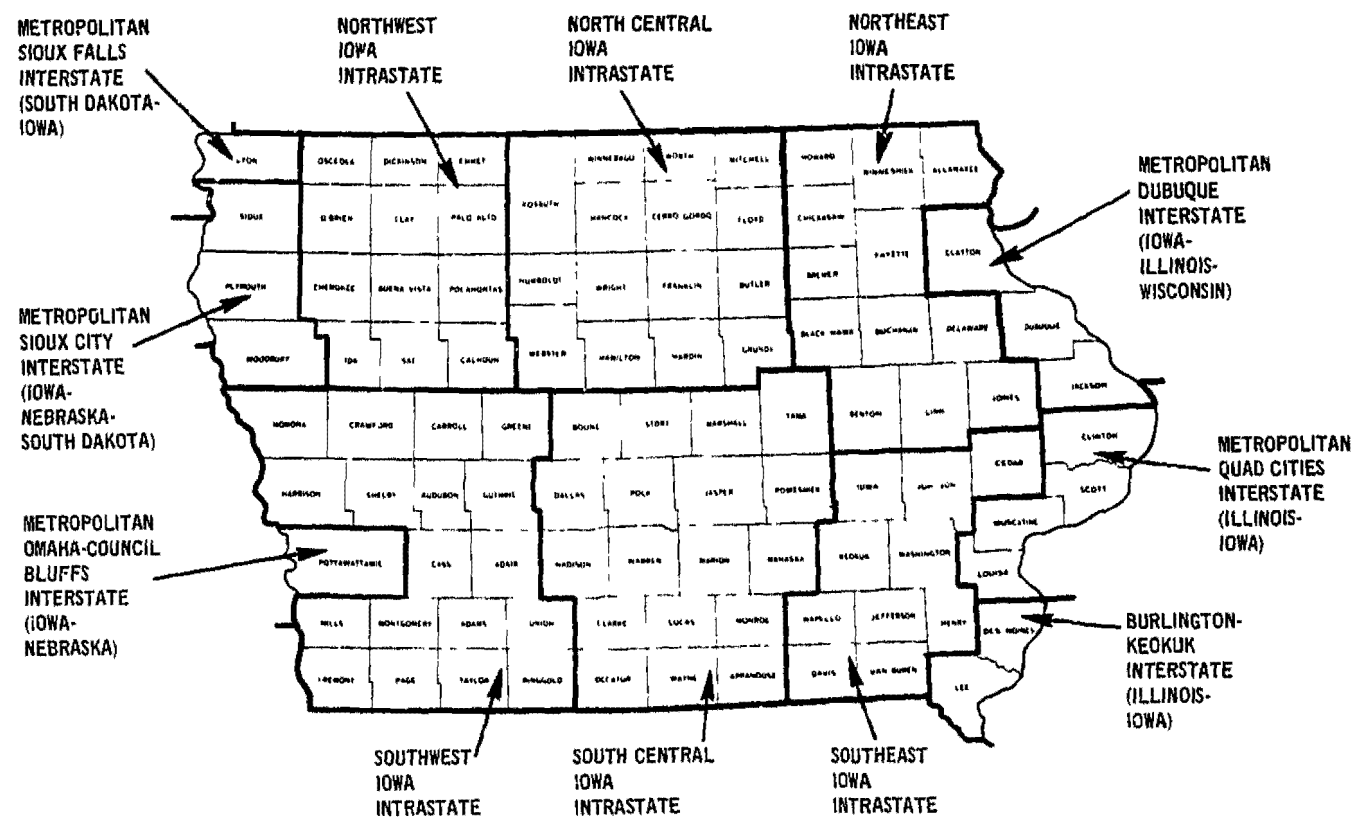 METROPOLITAN
SIOUX FALLS
INTERSTATE
(SOUTH DAKOTA-
IOWA)
NORTHWEST
IOWA
INTRASTATE
NORTH CENTRAL
IOWA
INTRASTATE
NORTHEAST
IOWA
INTRASTATE
METROPOLITAN
DUBUQUE
INTERSTATE
(IOWA-
ILLINOIS-
WISCONSIN)
METROPOLITAN
SIOUX CITY
INTERSTATE
(IOWA-
NEBRASKA-
SOUTH DAKOTA)
METROPOLITAN
QUAD CITIES
INTERSTATE
(ILLINOIS-
IOWA)
METROPOLITAN
OMAHA-COUNCIL
BLUFFS
INTERSTATE
(IOWA-
NEBRASKA)
BURLINGTON-
KEOKUK
INTERSTATE
(ILLINOIS-
IOWA)
SOUTHWEST
IOWA
INTRASTATE
SOUTH CENTRAL
IOWA
INTRASTATE
SOUTHEAST
IOWA
INTRASTATE
LYON OSCEOLA DICKINSON EMMET WINNEBAGO WORTH MITCHELL HOWARD WINNESHIEK ALLAMAKEE
SIOUX O'BRIEN CLAY PALO ALTO KOSSUTH HANCOCK CERRO GORDO FLOYD CHICKASAW
PLYMOUTH CHEROKEE BUENA VISTA POCAHONTAS HUMBOLDT WRIGHT FRANKLIN BUTLER BREMER FAYETTE CLAYTON
IDA SAC CALHOUN WEBSTER HAMILTON HARDIN GRUNDY BLACK HAWK BUCHANAN DELAWARE DUBUQUE
MONONA CRAWFORD CARROLL GREENE BOONE STORY MARSHALL TAMA BENTON LINN JONES JACKSON
CLINTON
HARRISON SHELBY AUDUBON GUTHRIE DALLAS POLK JASPER POWESHIEK IOWA JOHNSON CEDAR
SCOTT
MUSCATINE
POTTAWATTAMIE CASS ADAIR MADISON WARREN MARION MAHASKA KEOKUK WASHINGTON
LOUISA
MILLS MONTGOMERY ADAMS UNION CLARKE LUCAS MONROE WAPELLO JEFFERSON HENRY DES MOINES
FREMONT PAGE TAYLOR RINGGOLD DECATUR WAYNE APPANOOSE DAVIS VAN BUREN LEE